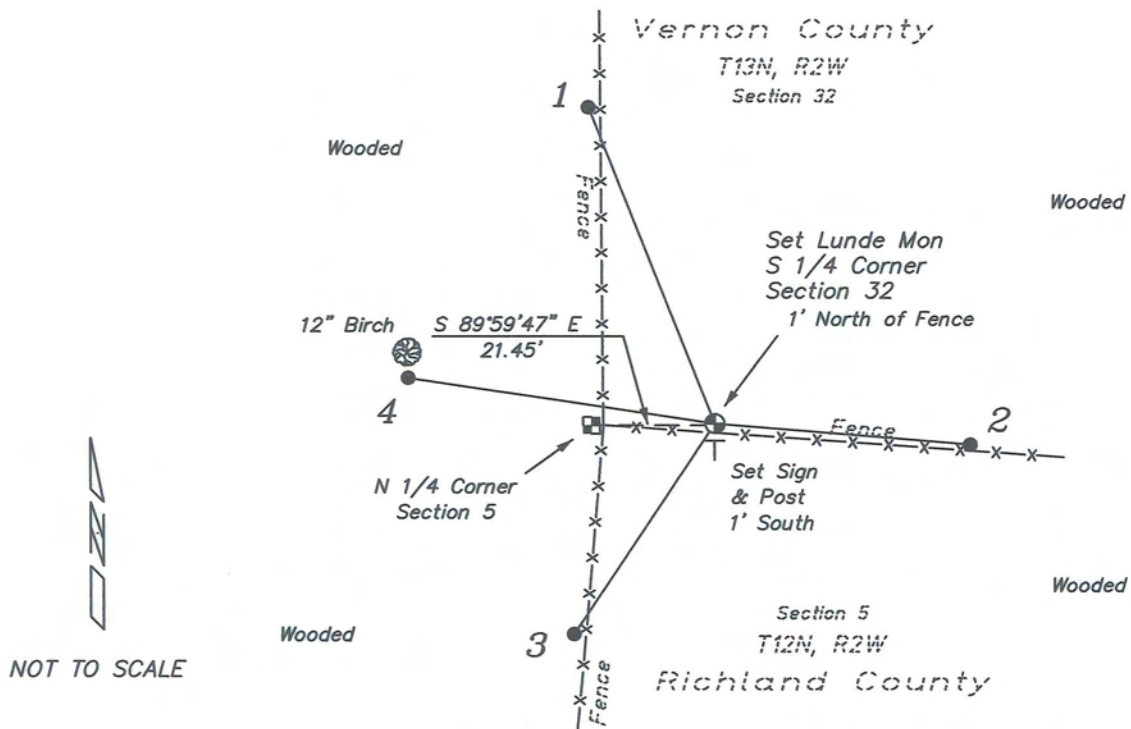 Vernon County
T13N, R2W
Section 32
1
Wooded
Fence
Wooded
Set Lunde Mon
S 1/4 Corner
Section 32
1' North of Fence
12" Birch
S 89°59'47" E
21.45'
4
2
Fence
N 1/4 Corner
Section 5
Set Sign
& Post
1' South
N
Wooded
Section 5
T12N, R2W
Richland County
Wooded
3
Fence
NOT TO SCALE